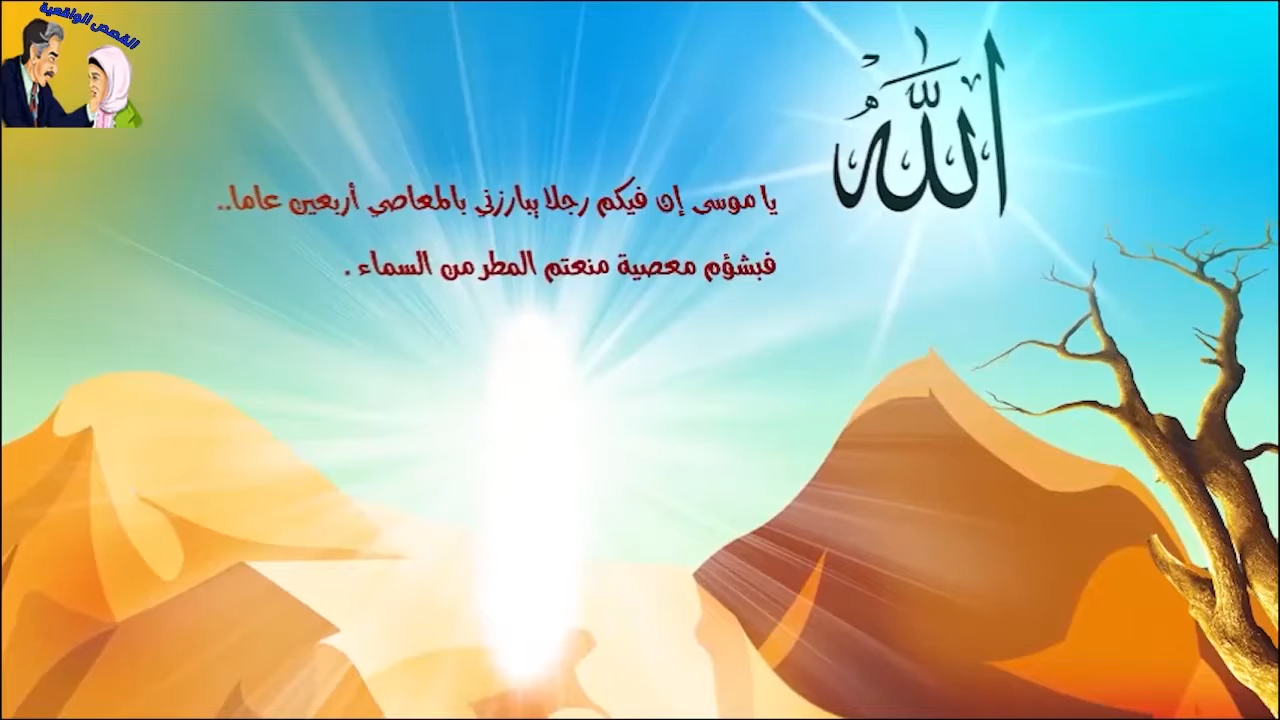 القصص الواقعية
اللهُ
يا موسى إن فيكم رجلا يبارزني بالمعاصي أربعين عاما..
فبشؤم معصية منعتم المطر من السماء .